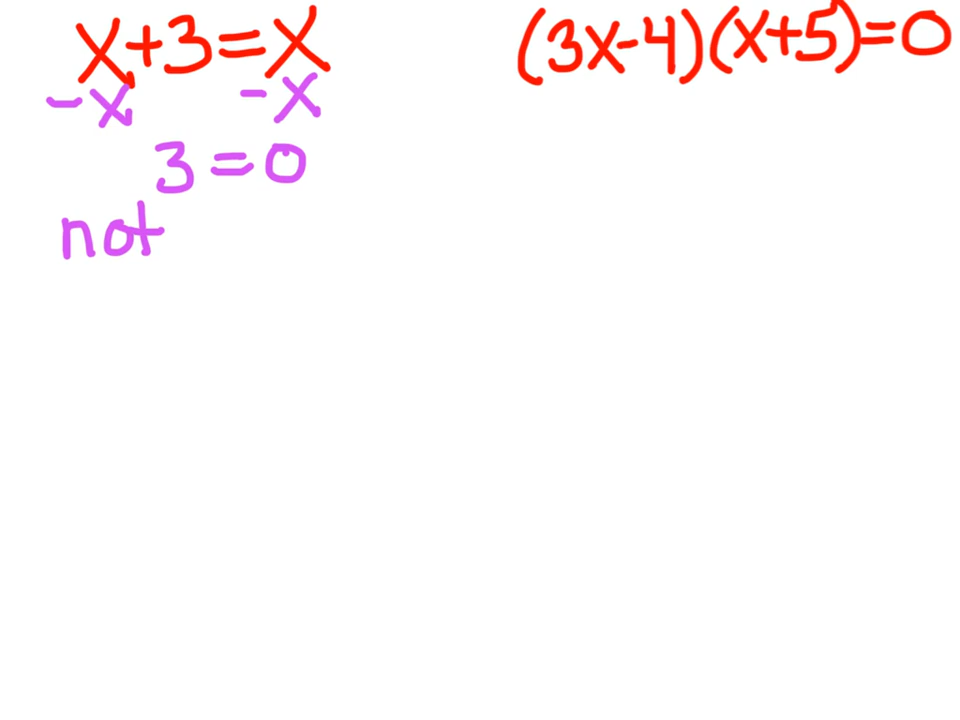 x+3=x
-x -x
3=0
not
(3x-4)(x+5)=0